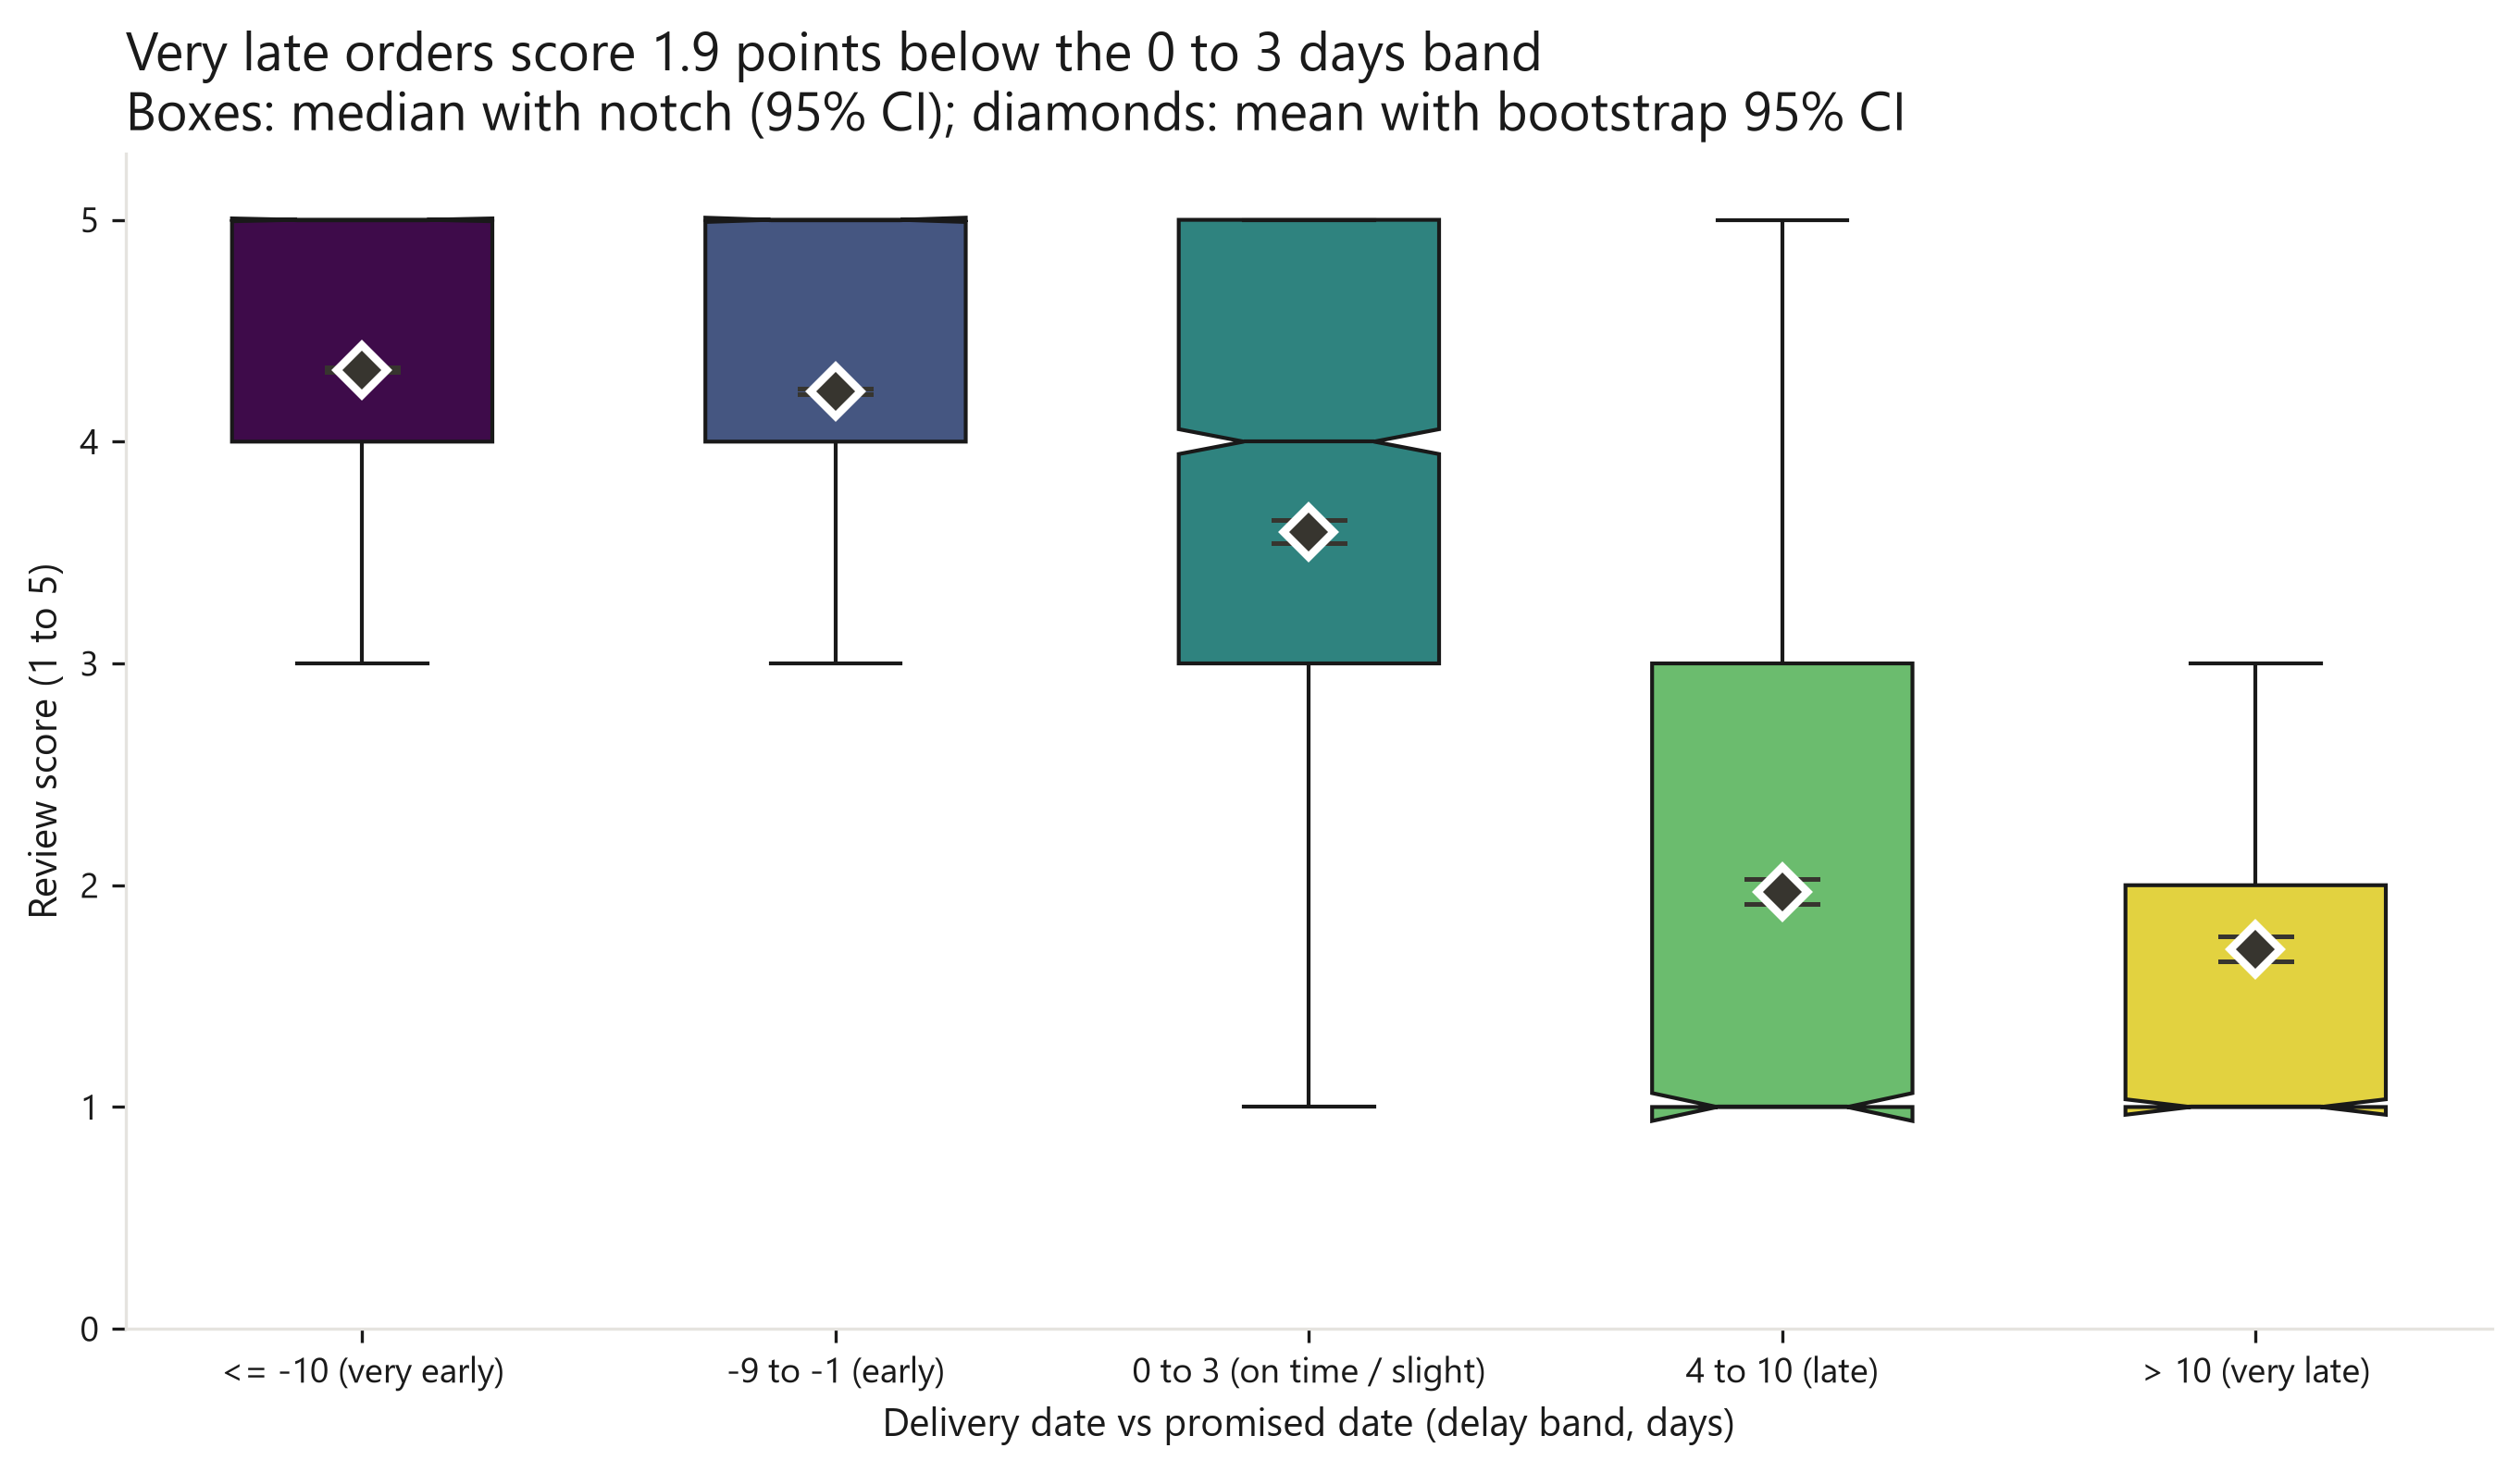 Very late orders score 1.9 points below the 0 to 3 days band
Boxes: median with notch (95% CI); diamonds: mean with bootstrap 95% CI
Review score (1 to 5)
5
4
3
2
1
0
<= -10 (very early)
-9 to -1 (early)
0 to 3 (on time / slight)
4 to 10 (late)
> 10 (very late)
Delivery date vs promised date (delay band, days)